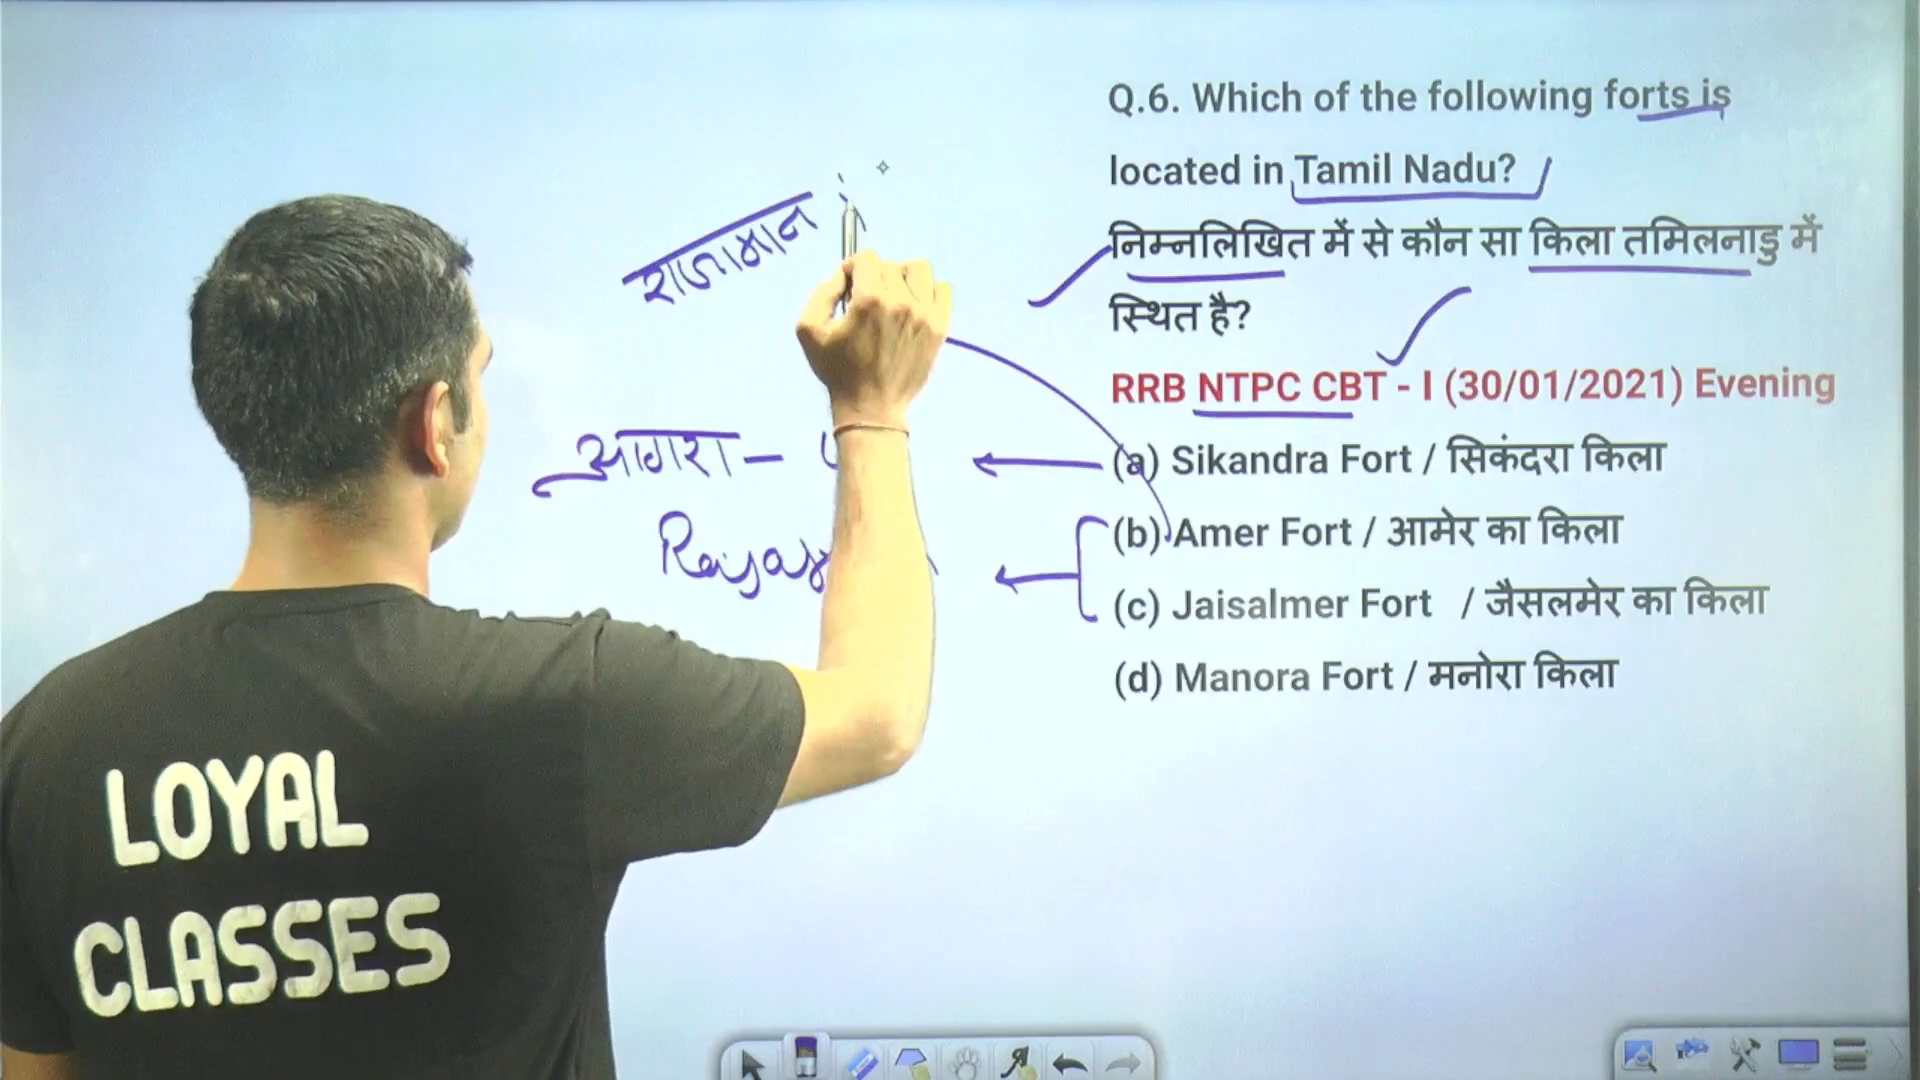 Q.6. Which of the following forts is
located in Tamil Nadu?
निम्नलिखित में से कौन सा किला तमिलनाडु में
स्थित है?
RRB NTPC CBT - I (30/01/2021) Evening
(a) Sikandra Fort / सिकंदरा किला
(b) Amer Fort / आमेर का किला
(c) Jaisalmer Fort / जैसलमेर का किला
(d) Manora Fort / मनोरा किला
आगरा –
LOYAL
CLASSES